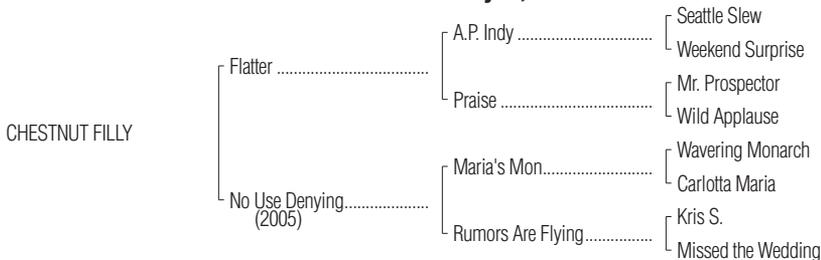 Seattle Slew
A.P. Indy ..............................
Weekend Surprise
Flatter ..................................
Mr. Prospector
Praise ..................................
Wild Applause
CHESTNUT FILLY
Wavering Monarch
Maria's Mon.........................
Carlotta Maria
No Use Denying...................
(2005)
Kris S.
Rumors Are Flying...............
Missed the Wedding